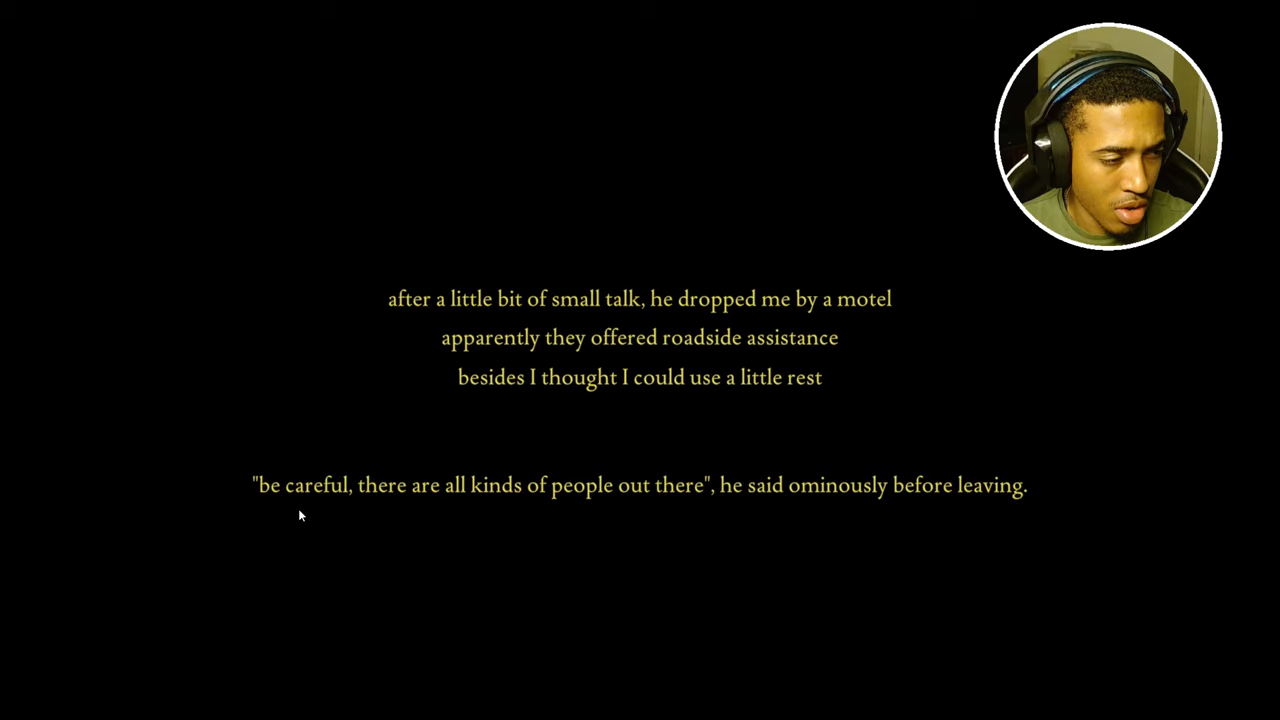 after a little bit of small talk, he dropped me by a motel
apparently they offered roadside assistance
besides I thought I could use a little rest
"be careful, there are all kinds of people out there", he said ominously before leaving.